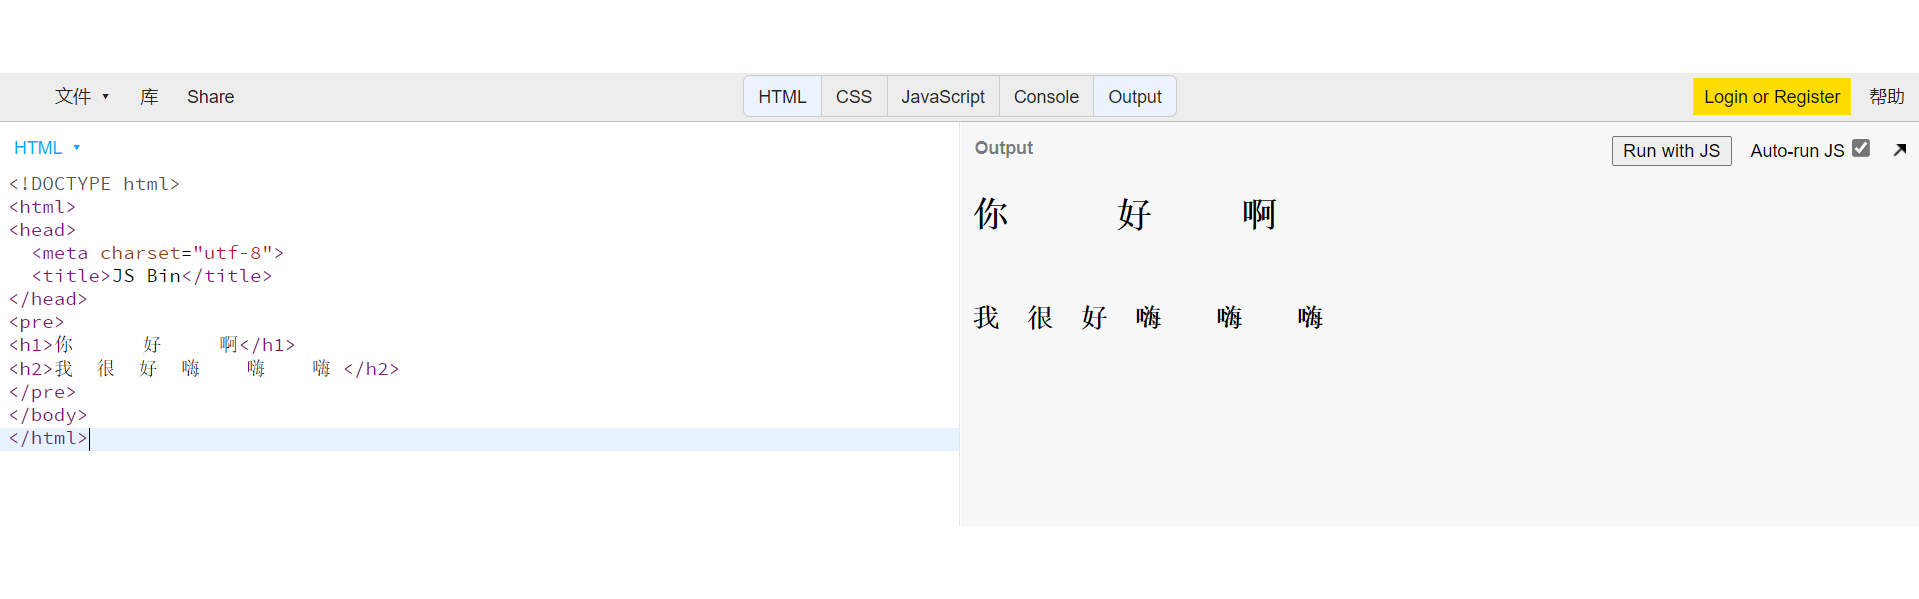 文件 ▾ 库 Share HTML CSS JavaScript Console Output Login or Register 帮助
HTML ▾
<!DOCTYPE html>
<html>
<head>
  <meta charset="utf-8">
  <title>JS Bin</title>
</head>
<pre>
<h1>你      好     啊</h1>
<h2>我  很  好  嗨    嗨    嗨 </h2>
</pre>
</body>
</html>
Output Run with JS Auto-run JS
你      好     啊
我  很  好  嗨    嗨    嗨